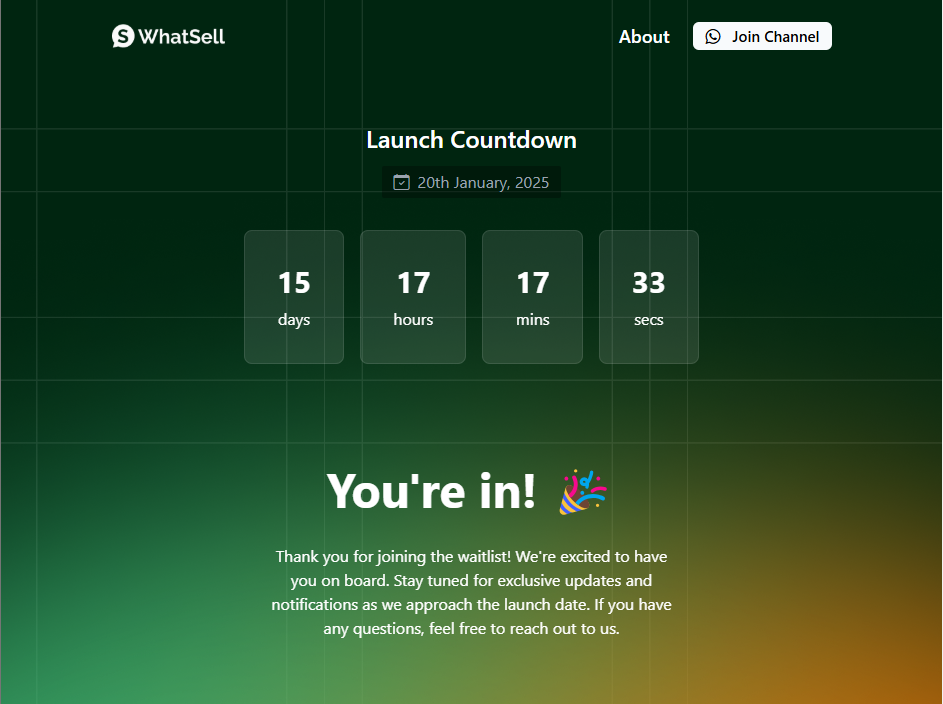 WhatSell
About
Join Channel
Launch Countdown
20th January, 2025
15
days
17
hours
17
mins
33
secs
You're in!
Thank you for joining the waitlist! We're excited to have
you on board. Stay tuned for exclusive updates and
notifications as we approach the launch date. If you have
any questions, feel free to reach out to us.